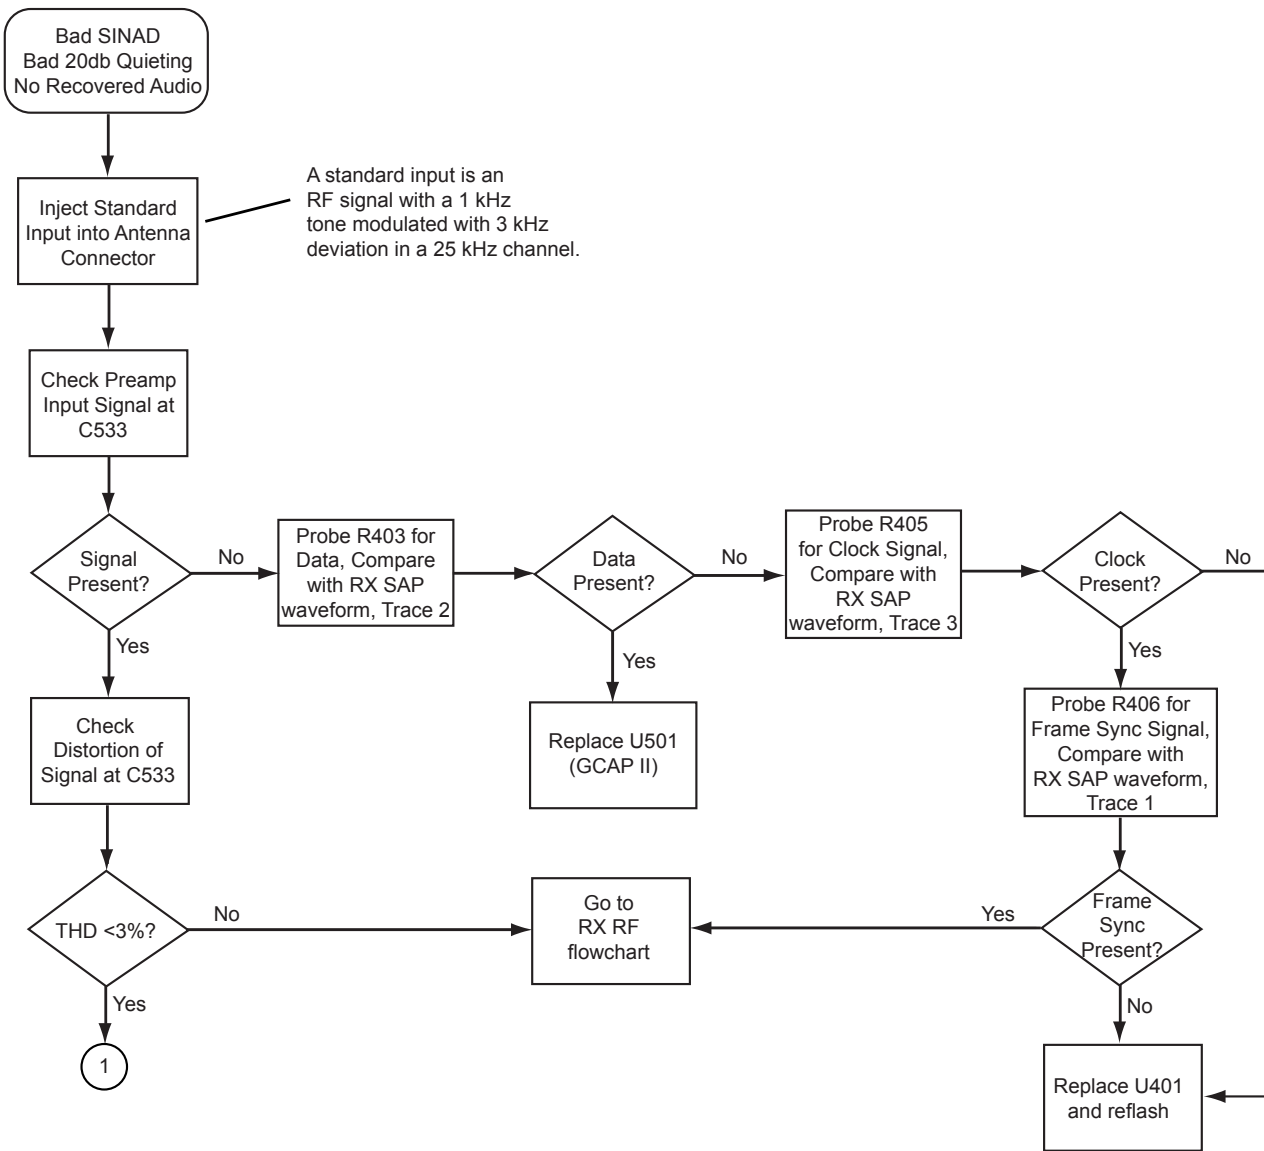 Bad SINAD
Bad 20db Quieting
No Recovered Audio
Inject Standard
Input into Antenna
Connector
A standard input is an
RF signal with a 1 kHz
tone modulated with 3 kHz
deviation in a 25 kHz channel.
Check Preamp
Input Signal at
C533
Signal
Present?
No
Yes
Probe R403 for
Data, Compare
with RX SAP
waveform, Trace 2
Data
Present?
No
Yes
Probe R405
for Clock Signal,
Compare with
RX SAP
waveform, Trace 3
Clock
Present?
No
Yes
Check
Distortion of
Signal at C533
Replace U501
(GCAP II)
Probe R406 for
Frame Sync Signal,
Compare with
RX SAP waveform,
Trace 1
THD <3%?
No
Yes
Go to
RX RF
flowchart
Yes
Frame
Sync
Present?
No
1
Replace U401
and reflash